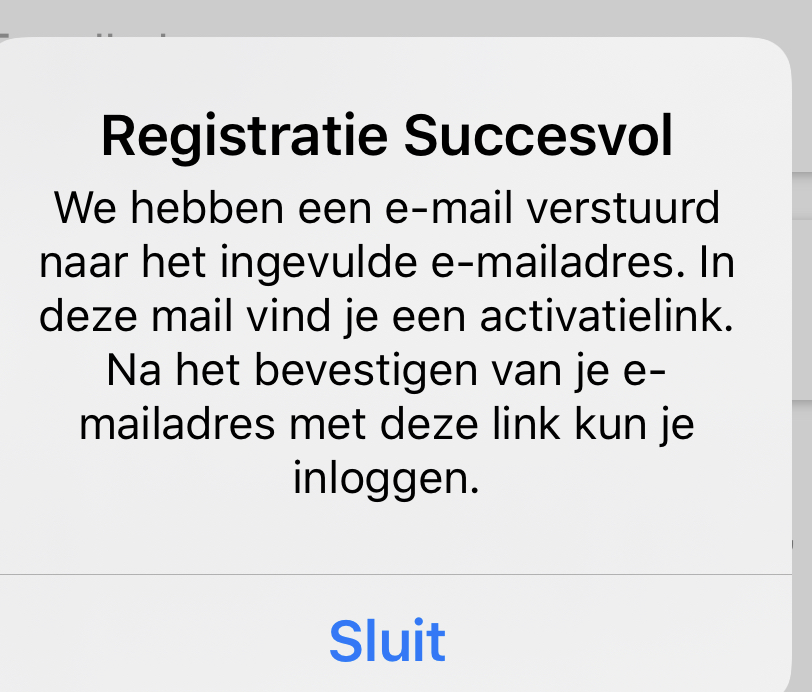 Registratie Succesvol
We hebben een e-mail verstuurd
naar het ingevulde e-mailadres. In
deze mail vind je een activatielink.
Na het bevestigen van je e-
mailadres met deze link kun je
inloggen.
Sluit